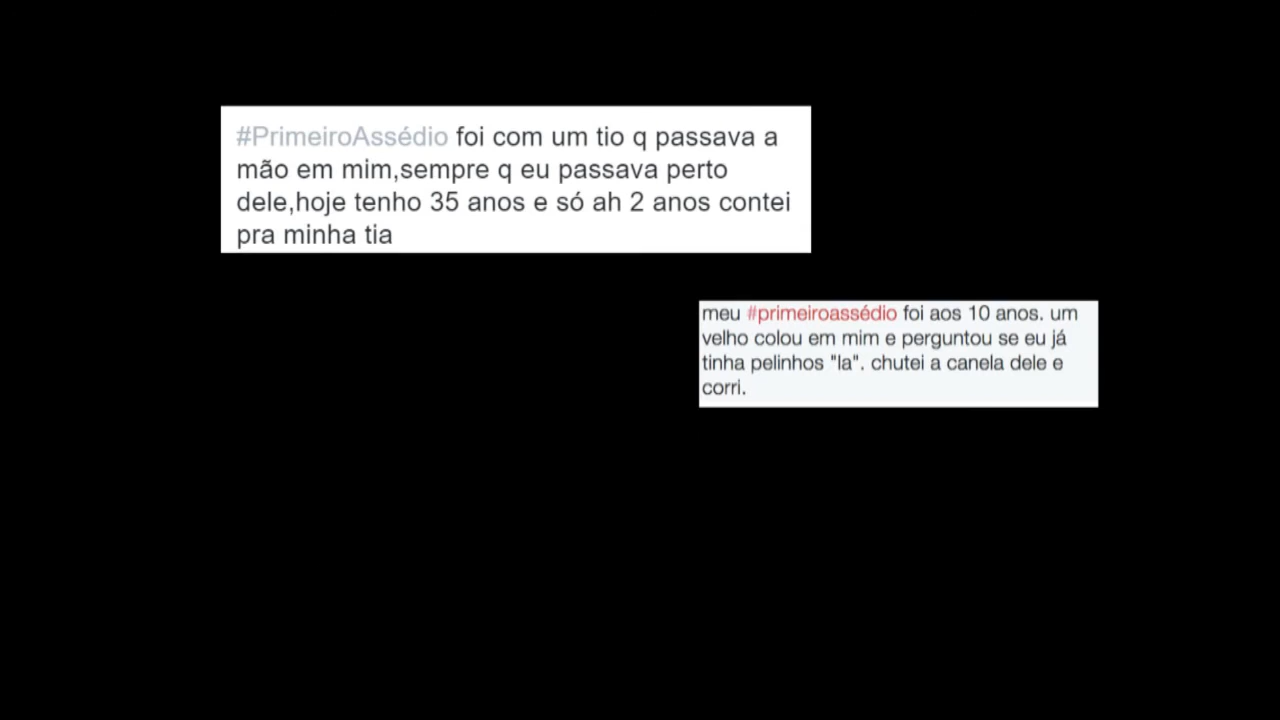 #PrimeiroAssédio foi com um tio q passava a
mão em mim,sempre q eu passava perto
dele,hoje tenho 35 anos e só ah 2 anos contei
pra minha tia
meu #primeiroassédio foi aos 10 anos. um
velho colou em mim e perguntou se eu já
tinha pelinhos "la". chutei a canela dele e
corri.